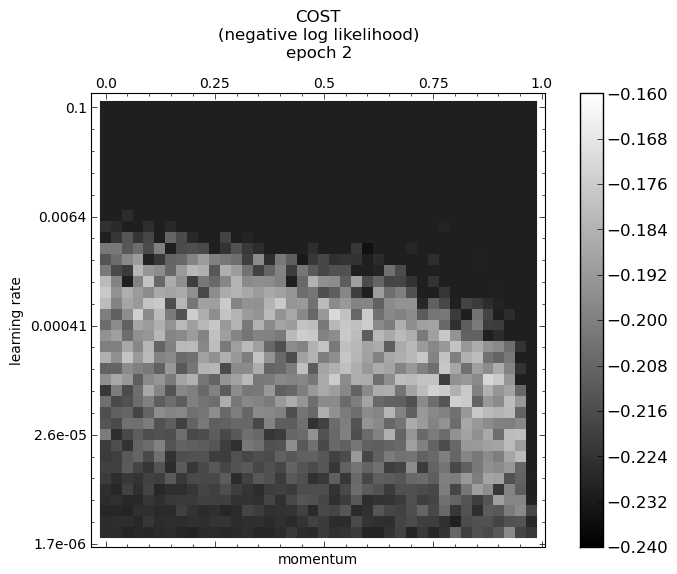 COST
(negative log likelihood)
epoch 2
0.0 0.25 0.5 0.75 1.0
0.1
0.0064
0.00041
2.6e-05
1.7e-06
learning rate
momentum
−0.160
−0.168
−0.176
−0.184
−0.192
−0.200
−0.208
−0.216
−0.224
−0.232
−0.240